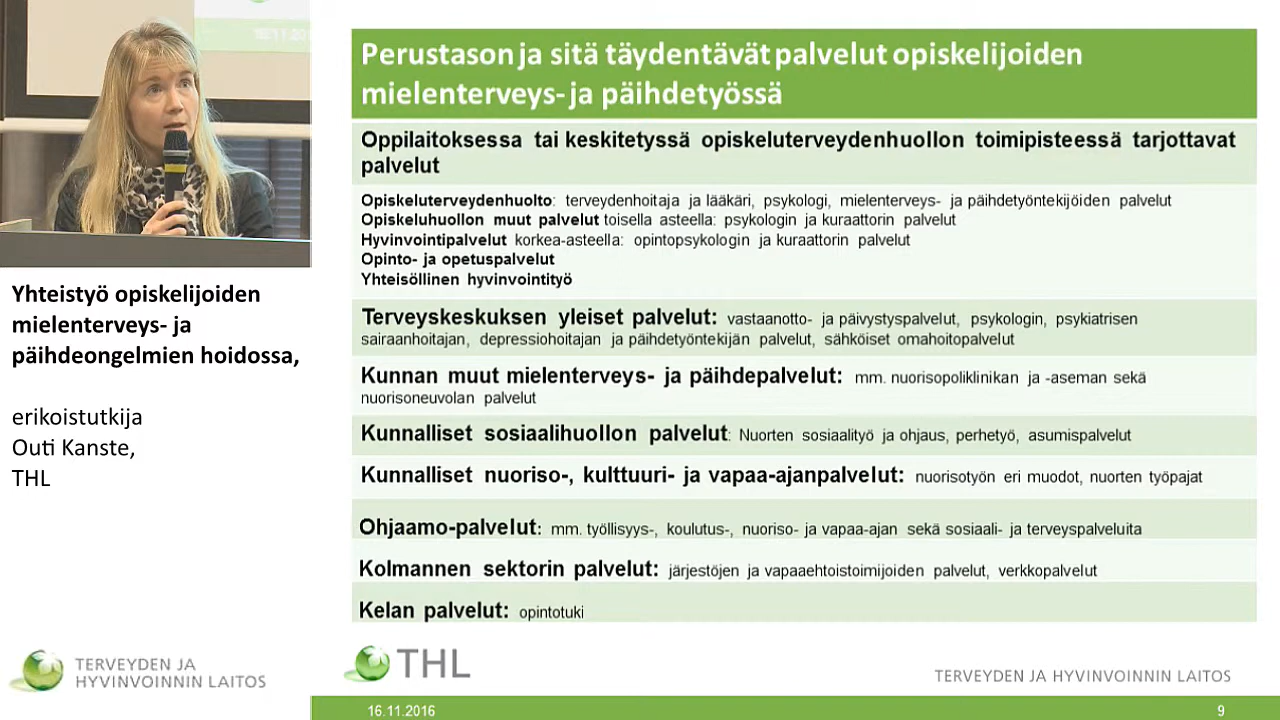 Yhteistyö opiskelijoiden
mielenterveys- ja
päihdeongelmien hoidossa,
erikoistutkija
Outi Kanste,
THL
TERVEYDEN JA
HYVINVOINNIN LAITOS
Perustason ja sitä täydentävät palvelut opiskelijoiden
mielenterveys- ja päihdetyössä
Oppilaitoksessa tai keskitetyssä opiskeluterveydenhuollon toimipisteessä tarjottavat
palvelut
Opiskeluterveydenhuolto: terveydenhoitaja ja lääkäri, psykologi, mielenterveys- ja päihdetyöntekijöiden palvelut
Opiskeluhuollon muut palvelut toisella asteella: psykologin ja kuraattorin palvelut
Hyvinvointipalvelut korkea-asteella: opintopsykologin ja kuraattorin palvelut
Opinto- ja opetuspalvelut
Yhteisöllinen hyvinvointityö
Terveyskeskuksen yleiset palvelut: vastaanotto- ja päivystyspalvelut, psykologin, psykiatrisen
sairaanhoitajan, depressiohoitajan ja päihdetyöntekijän palvelut, sähköiset omahoitopalvelut
Kunnan muut mielenterveys- ja päihdepalvelut: mm. nuorisopoliklinikan ja -aseman sekä
nuorisoneuvolan palvelut
Kunnalliset sosiaalihuollon palvelut: Nuorten sosiaalityö ja ohjaus, perhetyö, asumispalvelut
Kunnalliset nuoriso-, kulttuuri- ja vapaa-ajanpalvelut: nuorisotyön eri muodot, nuorten työpajat
Ohjaamo-palvelut: mm. työllisyys-, koulutus-, nuoriso- ja vapaa-ajan sekä sosiaali- ja terveyspalveluita
Kolmannen sektorin palvelut: järjestöjen ja vapaaehtoistoimijoiden palvelut, verkkopalvelut
Kelan palvelut: opintotuki
THL
TERVEYDEN JA HYVINVOINNIN LAITOS
16.11.2016
9